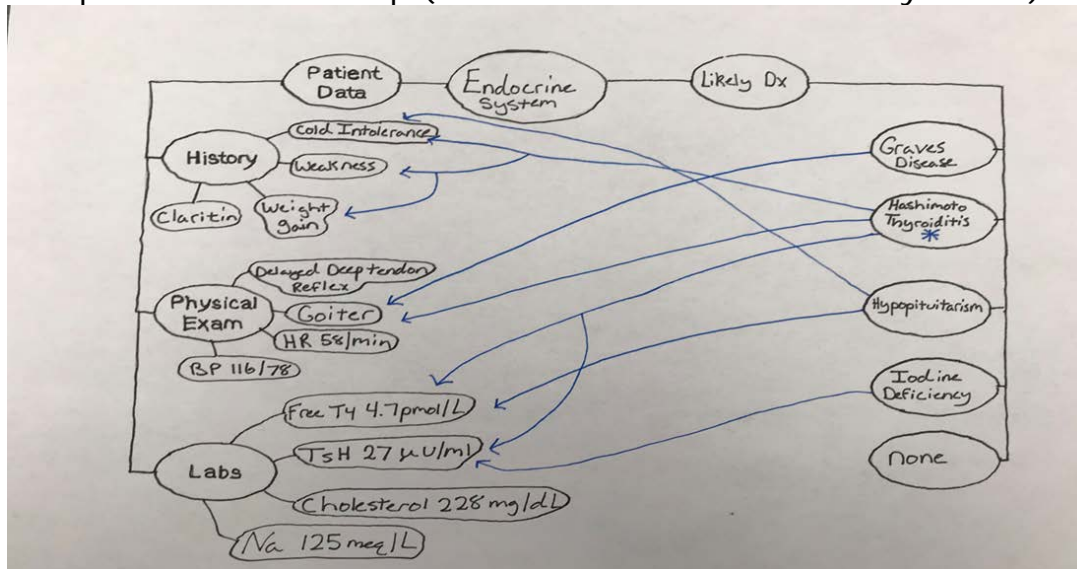 Patient
Data
Endocrine
System
Likely Dx
History
Cold Intolerance
Weakness
Weight
gain
Claritin
Physical
Exam
Delayed Deep tendon
Reflex
Goiter
HR 58/min
BP 116/78
Labs
Free T4 4.7pmol/L
TSH 27 µU/ml
Cholesterol 228 mg/dL
Na 125 meq/L
Graves
Disease
Hashimoto
Thyroiditis
*
Hypopituitarism
Iodine
Deficiency
none